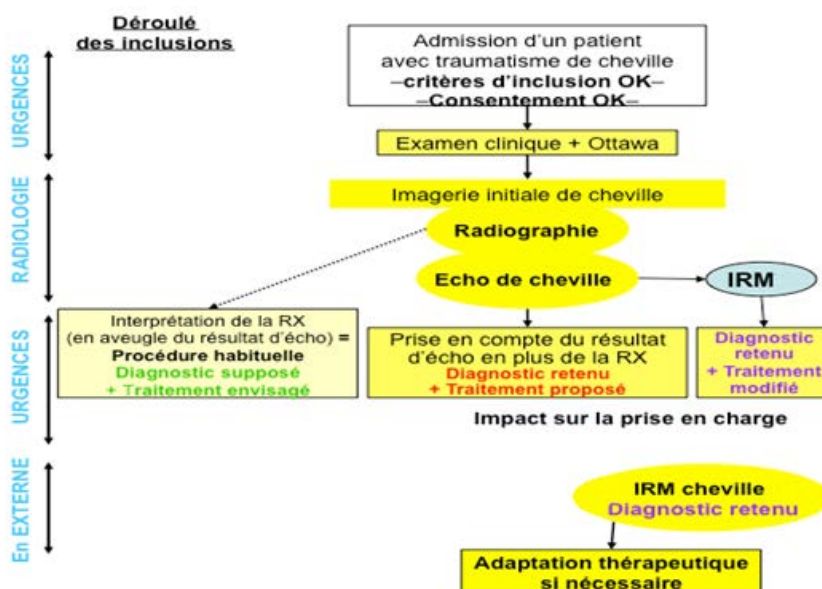 Déroulé
des inclusions
URGENCES
Admission d'un patient
avec traumatisme de cheville
–critères d'inclusion OK–
–Consentement OK–
Examen clinique + Ottawa
RADIOLOGIE
Imagerie initiale de cheville
Radiographie
Echo de cheville
IRM
URGENCES
Interprétation de la RX
(en aveugle du résultat d'écho) =
Procédure habituelle
Diagnostic supposé
+ Traitement envisagé
Prise en compte du résultat
d'écho en plus de la RX
Diagnostic retenu
+ Traitement proposé
Diagnostic
retenu
+ Traitement
modifié
Impact sur la prise en charge
En EXTERNE
IRM cheville
Diagnostic retenu
Adaptation thérapeutique
si nécessaire